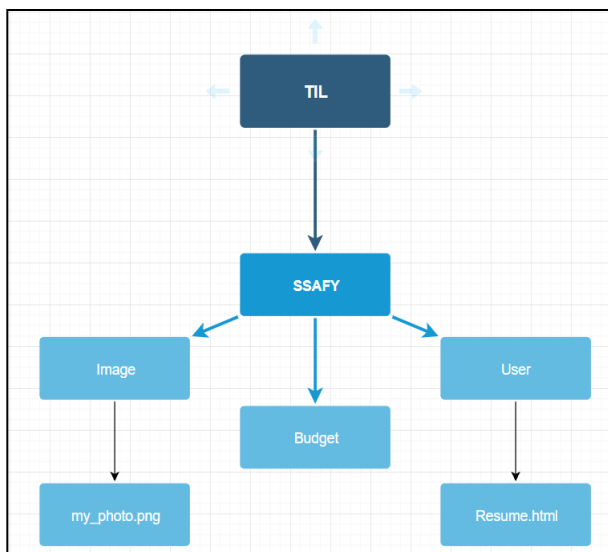 TIL
SSAFY
Image
User
Budget
my_photo.png
Resume.html